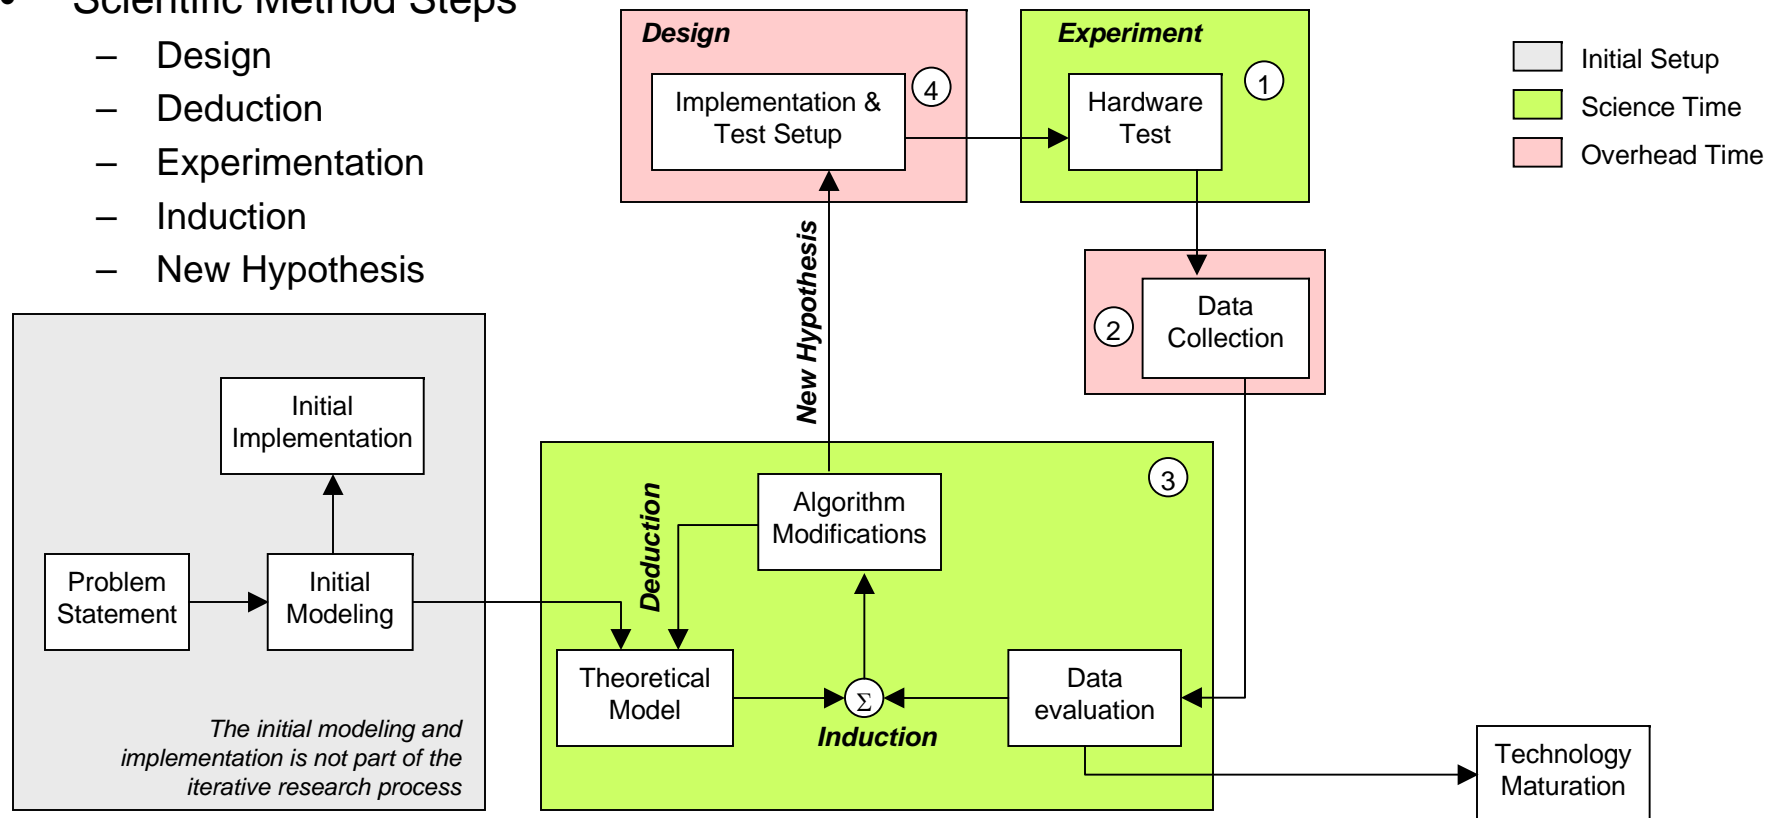 • Scientific Method Steps
– Design
– Deduction
– Experimentation
– Induction
– New Hypothesis
Design
Implementation &
Test Setup
4
Experiment
Hardware
Test
1
Initial Setup
Science Time
Overhead Time
New Hypothesis
2
Data
Collection
Initial
Implementation
Problem
Statement
Initial
Modeling
The initial modeling and
implementation is not part of the
iterative research process
3
Deduction
Algorithm
Modifications
Theoretical
Model
Σ
Induction
Data
evaluation
Technology
Maturation